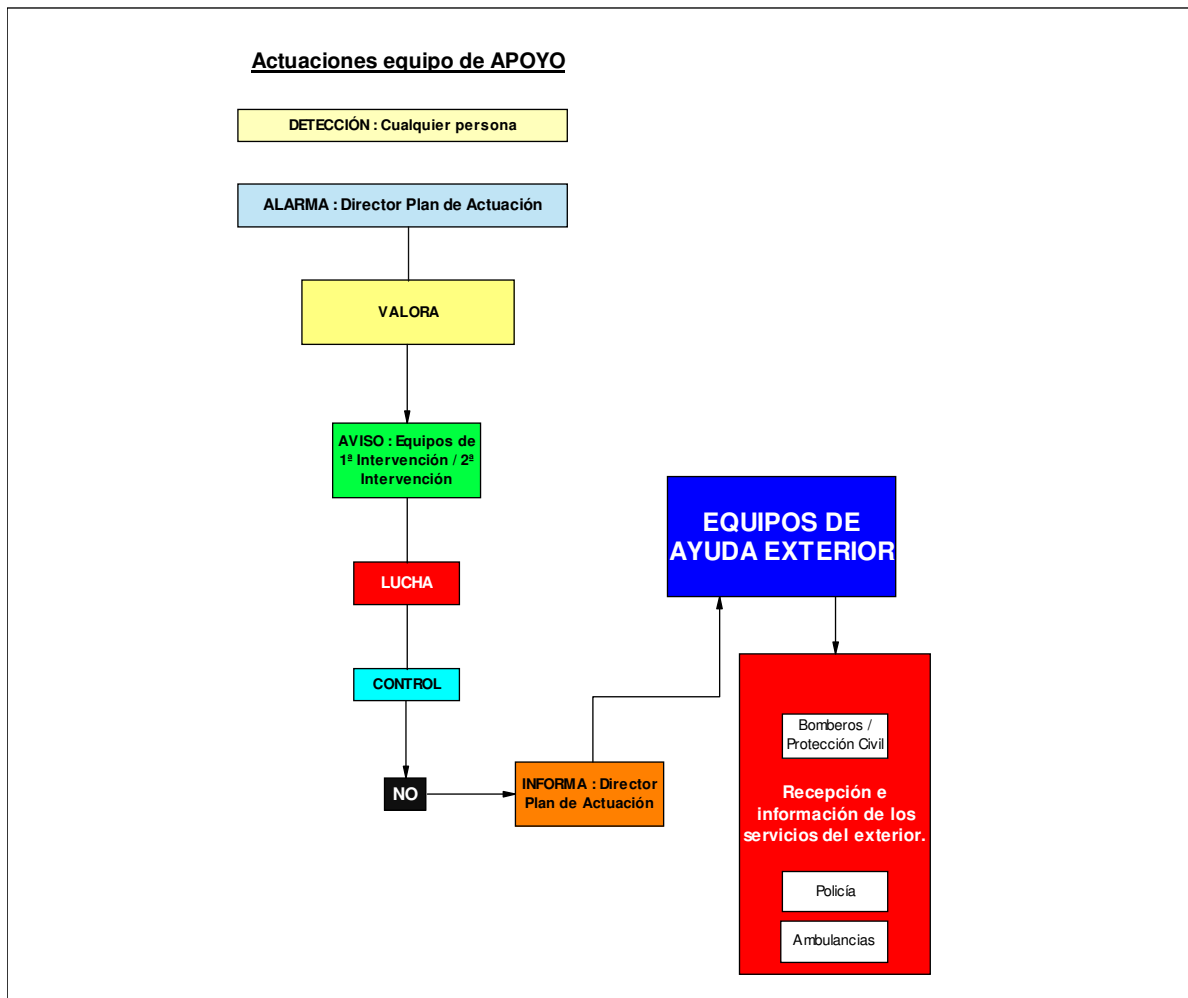 Actuaciones equipo de APOYO
DETECCIÓN : Cualquier persona
ALARMA : Director Plan de Actuación
VALORA
AVISO : Equipos de
1ª Intervención / 2ª
Intervención
LUCHA
CONTROL
NO
INFORMA : Director
Plan de Actuación
EQUIPOS DE
AYUDA EXTERIOR
Bomberos /
Protección Civil
Recepción e
información de los
servicios del exterior.
Policía
Ambulancias